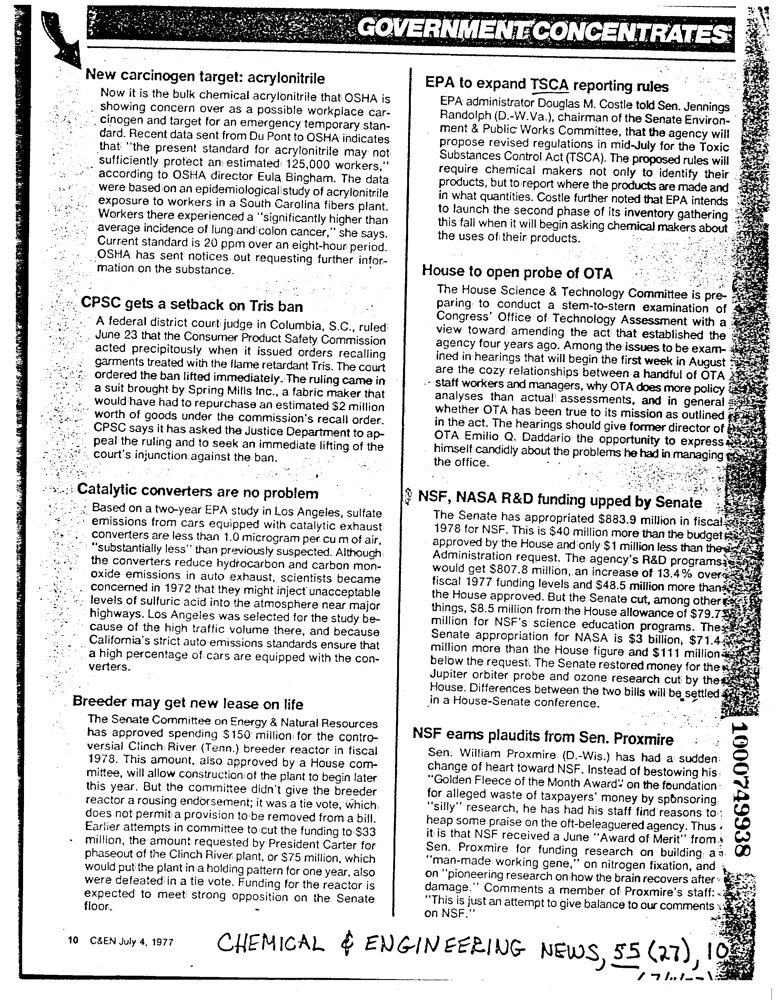 GOVERNMENT CONCENTRATES
New carcinogen target: acrylonitrile
Now it is the bulk chemical acrylonitrile that OSHA is
showing concern over as a possible workplace car-
cinogen and target for an emergency temporary stan-
dard. Recent data sent from Du Pont to OSHA indicates
that "the present standard for acrylonitrile may not
sufficiently protect an estimated 125,000 workers,"
according to OSHA director Eula Bingham. The data
were based on an epidemiological study of acrylonitrile
exposure to workers in a South Carolina fibers plant.
Workers there experienced a "significantly higher than
average incidence of lung and colon cancer," she says.
Current standard is 20 ppm over an eight-hour period.
OSHA has sent notices out requesting further infor-
mation on the substance.
CPSC gets a setback on Tris ban
A federal district court judge in Columbia, S.C., ruled
June 23 that the Consumer Product Safety Commission
acted precipitously when it issued orders recalling
garments treated with the flame retardant Tris. The court
ordered the ban lifted immediately. The ruling came in
a suit brought by Spring Mills Inc., a fabric maker that
would have had to repurchase an estimated $2 million
worth of goods under the commission's recall order.
CPSC says it has asked the Justice Department to ap-
peal the ruling and to seek an immediate lifting of the
court's injunction against the ban.
Catalytic converters are no problem
Based on a two-year EPA study in Los Angeles, sulfate
emissions from cars equipped with catalytic exhaust
converters are less than 1.0 microgram per cu m of air,
"substantially less" than previously suspected. Although
the converters reduce hydrocarbon and carbon mon-
oxide emissions in auto exhaust, scientists became
concerned in 1972 that they might inject unacceptable
levels of sulfuric acid into the atmosphere near major
highways. Los Angeles was selected for the study be-
cause of the high traffic volume there, and because
California's strict auto emissions standards ensure that
a high percentage of cars are equipped with the con-
verters.
Breeder may get new lease on life
The Senate Committee on Energy & Natural Resources
has approved spending $150 million for the contro-
versial Clinch River (Tenn.) breeder reactor in fiscal
1978. This amount, also approved by a House com-
mittee, will allow construction of the plant to begin later
this year. But the committee didn't give the breeder
reactor a rousing endorsement; it was a tie vote, which
does not permit a provision to be removed from a bill.
Earlier attempts in committee to cut the funding to $33
million, the amount requested by President Carter for
phaseout of the Clinch River plant, or $75 million, which
would put the plant in a holding pattern for one year, also
were defeated in a tie vote. Funding for the reactor is
expected to meet strong opposition on the Senate
floor.
EPA to expand TSCA reporting rules
EPA administrator Douglas M. Costle told Sen. Jennings
Randolph (D.-W.Va.), chairman of the Senate Environ-
ment & Public Works Committee, that the agency will
propose revised regulations in mid-July for the Toxic
Substances Control Act (TSCA). The proposed rules will
require chemical makers not only to identify their
products, but to report where the products are made and
in what quantities. Costle further noted that EPA intends
to launch the second phase of its inventory gathering
this fall when it will begin asking chemical makers about
the uses of their products.
House to open probe of OTA
The House Science & Technology Committee is pre-
paring to conduct a stem-to-stern examination of
Congress' Office of Technology Assessment with a
view toward amending the act that established the
agency four years ago. Among the issues to be exam-
ined in hearings that will begin the first week in August
are the cozy relationships between a handful of OTA
staff workers and managers, why OTA does more policy
analyses than actual assessments, and in general
whether OTA has been true to its mission as outlined
in the act. The hearings should give former director of
OTA Emilio Q. Daddario the opportunity to express
himself candidly about the problems he had in managing
the office.
NSF, NASA R&D funding upped by Senate
The Senate has appropriated $883.9 million in fiscal
1978 for NSF. This is $40 million more than the budget
approved by the House and only $1 million less than the
Administration request. The agency's R&D programs
would get $807.8 million, an increase of 13.4% over
fiscal 1977 funding levels and $48.5 million more than
the House approved. But the Senate cut, among other
things, $8.5 million from the House allowance of $79.7
million for NSF's science education programs. The
Senate appropriation for NASA is $3 billion, $71.4
million more than the House figure and $111 million
below the request. The Senate restored money for the
Jupiter orbiter probe and ozone research cut by the
House. Differences between the two bills will be settled
in a House-Senate conference.
NSF earns plaudits from Sen. Proxmire
Sen. William Proxmire (D.-Wis.) has had a sudden
change of heart toward NSF. Instead of bestowing his
"Golden Fleece of the Month Award" on the foundation
for alleged waste of taxpayers' money by sponsoring
"silly" research, he has had his staff find reasons to
heap some praise on the oft-beleaguered agency. Thus
it is that NSF received a June "Award of Merit" from
Sen. Proxmire for funding research on building a
"man-made working gene," on nitrogen fixation, and
on "pioneering research on how the brain recovers after
damage." Comments a member of Proxmire's staff:
"This is just an attempt to give balance to our comments
on NSF."
1000749938
10 C&EN July 4, 1977
CHEMICAL & ENGINEERING NEWS, 55 (27), 10